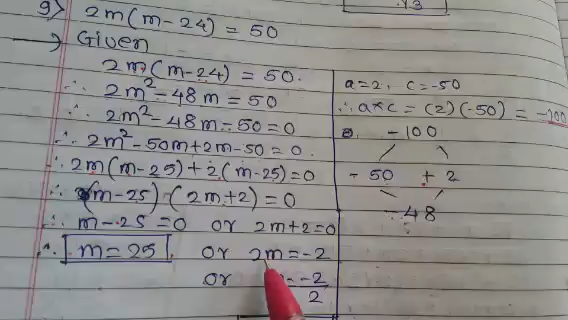 9) 2m(m-24) = 50
→ Given
2m(m-24) = 50.
∴ 2m²-48m = 50
∴ 2m²-48m-50=0
∴ 2m²-50m+2m-50=0.
∴ 2m(m-25)+2(m-25)=0
∴ (m-25) (2m+2)=0
∴ m-25=0 or 2m+2=0
∴ m=25 or 2m=-2
or =-2/2
a=2, c=-50
∴ a×c = (2)(-50) = -100
-100
-50 +2
-48